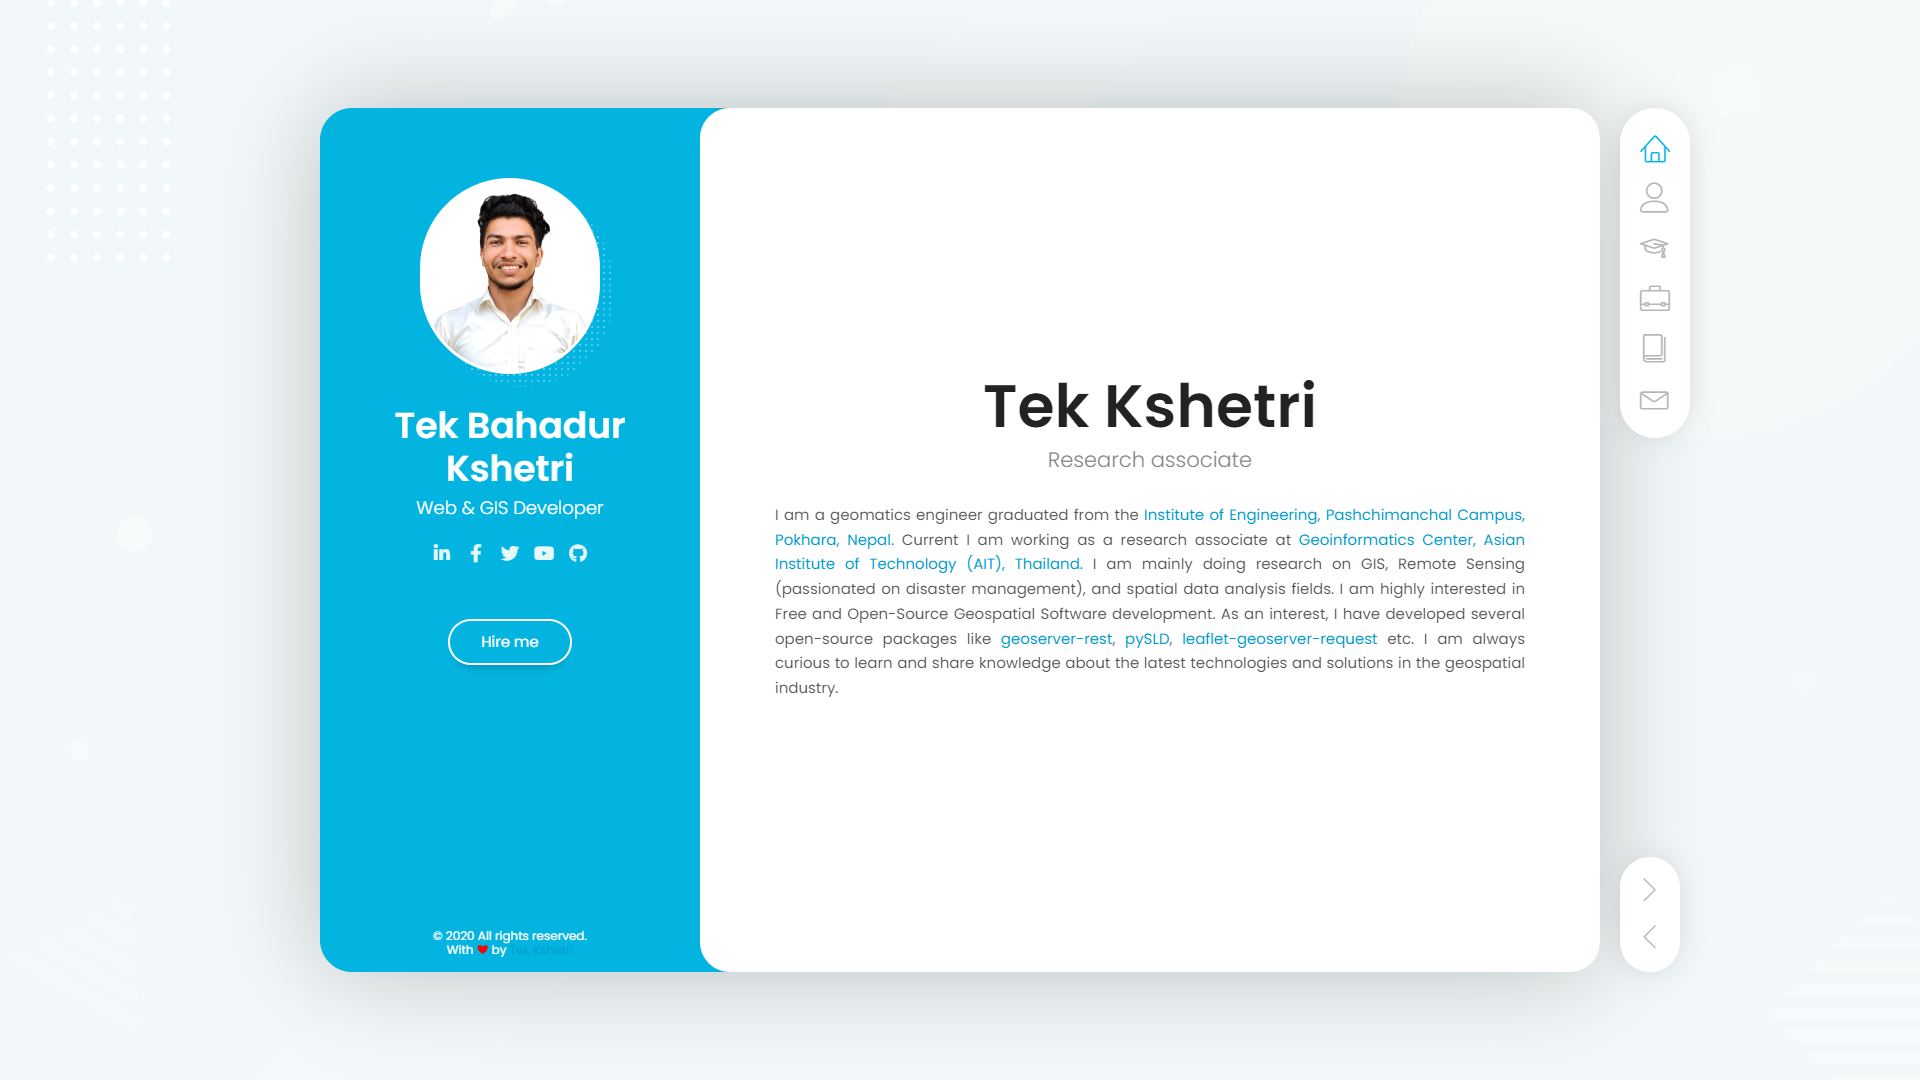 Tek Bahadur
Kshetri
Web & GIS Developer
Hire me
© 2020 All rights reserved.
With ❤ by Tek Kshetri
Tek Kshetri
Research associate
I am a geomatics engineer graduated from the Institute of Engineering, Pashchimanchal Campus,
Pokhara, Nepal. Current I am working as a research associate at Geoinformatics Center, Asian
Institute of Technology (AIT), Thailand. I am mainly doing research on GIS, Remote Sensing
(passionated on disaster management), and spatial data analysis fields. I am highly interested in
Free and Open-Source Geospatial Software development. As an interest, I have developed several
open-source packages like geoserver-rest, pySLD, leaflet-geoserver-request etc. I am always
curious to learn and share knowledge about the latest technologies and solutions in the geospatial
industry.